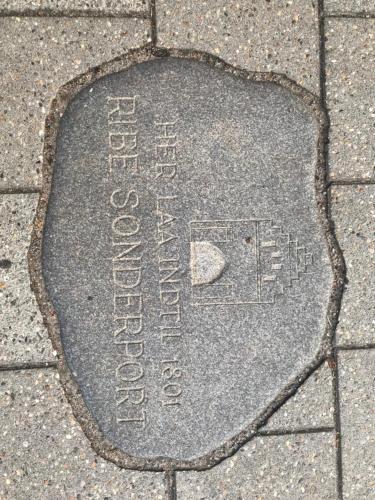 HER LAA INDTIL 1801
RIBE SØNDERPORT